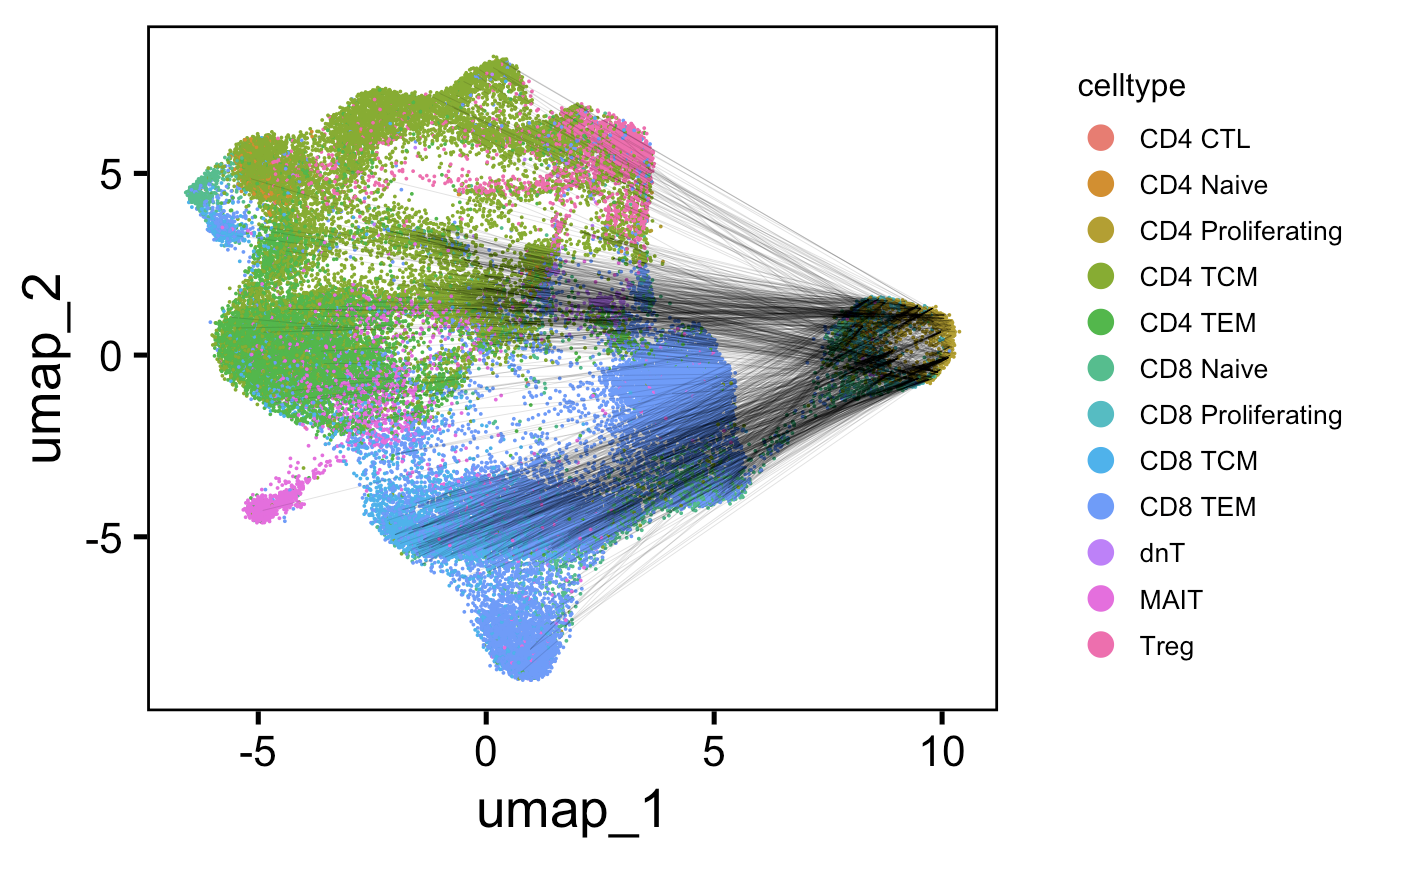 celltype
CD4 CTL
CD4 Naive
CD4 Proliferating
CD4 TCM
CD4 TEM
CD8 Naive
CD8 Proliferating
CD8 TCM
CD8 TEM
dnT
MAIT
Treg
umap_2
5
0
-5
-5 0 5 10
umap_1